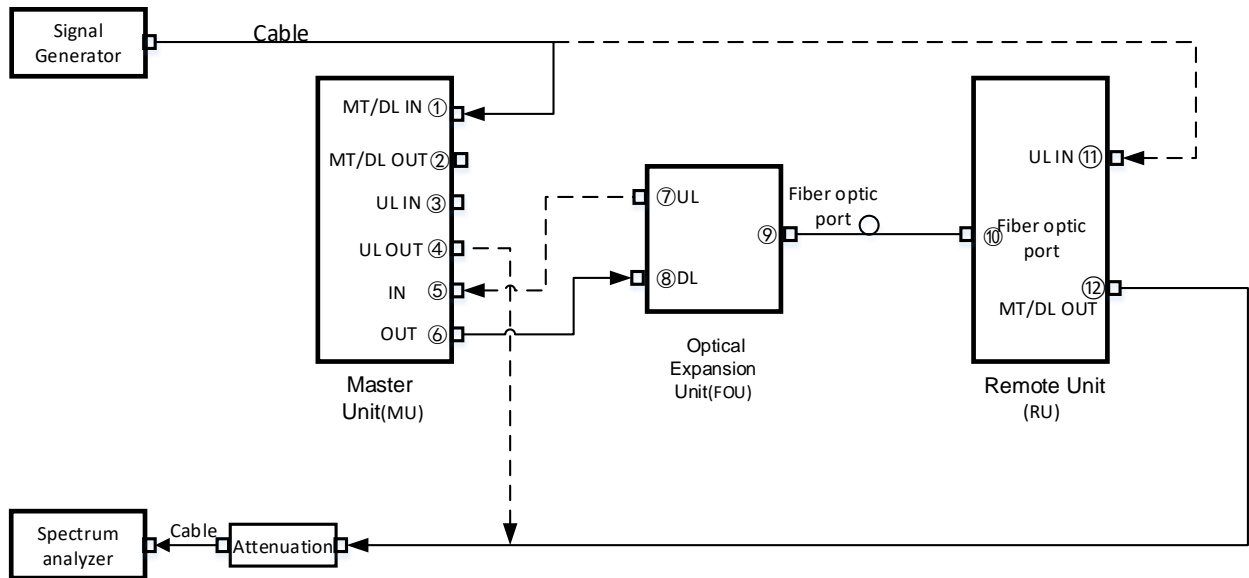 Signal
Generator
Cable
MT/DL IN ①
MT/DL OUT ②
UL IN ③
UL OUT ④
IN ⑤
OUT ⑥
Master
Unit(MU)
⑦UL
⑧DL
⑨
Optical
Expansion
Unit(FOU)
Fiber optic
port
UL IN ⑪
⑩Fiber optic
port
⑫
MT/DL OUT
Remote Unit
(RU)
Spectrum
analyzer
Cable
Attenuation